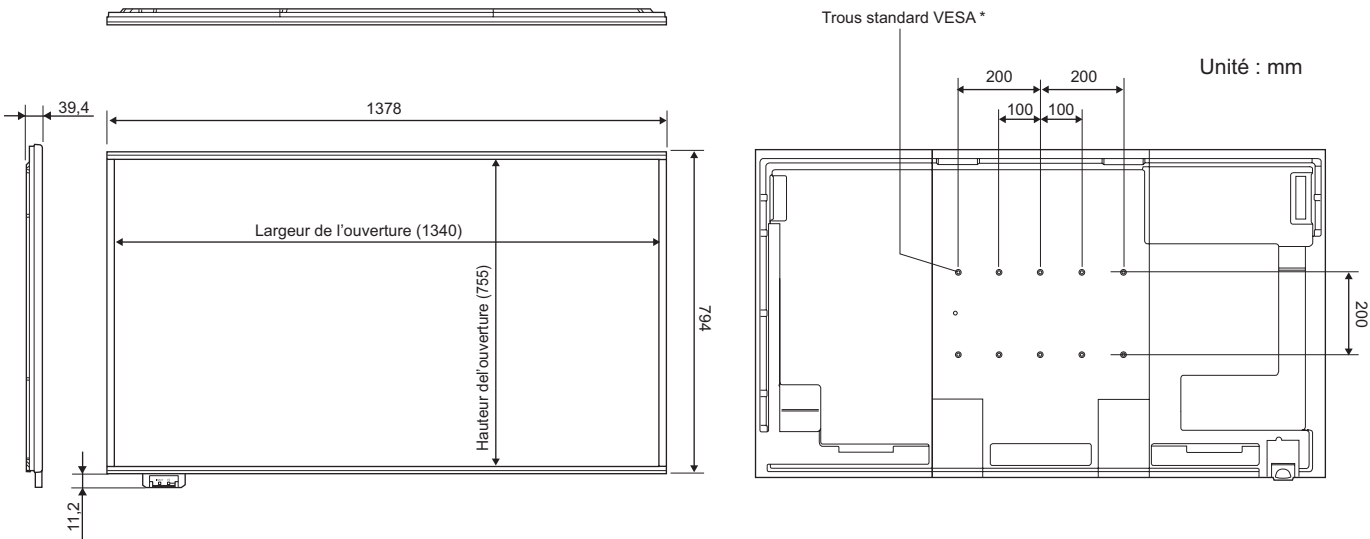 Trous standard VESA *
Unité : mm
200
200
100
100
39,4
1378
Largeur de l’ouverture (1340)
Hauteur del’ouverture (755)
794
200
11,2